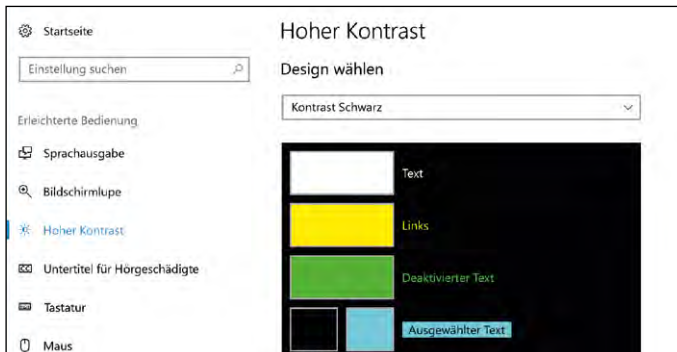 Startseite
Einstellung suchen
Erleichterte Bedienung
Sprachausgabe
Bildschirmlupe
Hoher Kontrast
Untertitel für Hörgeschädigte
Tastatur
Maus
Hoher Kontrast
Design wählen
Kontrast Schwarz
Text
Links
Deaktivierter Text
Ausgewählter Text